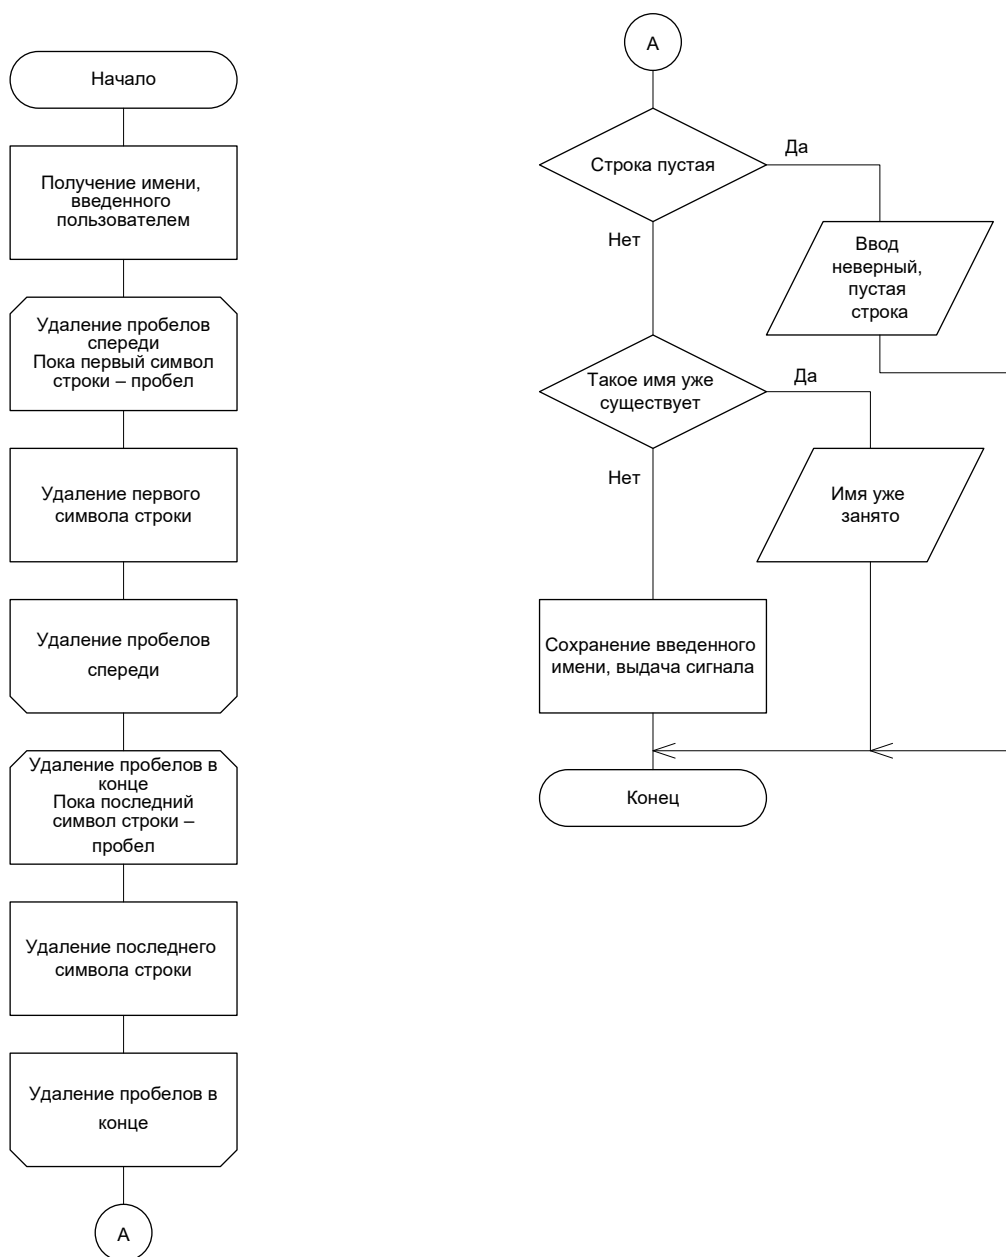 Начало
Получение имени,
введенного
пользователем
Удаление пробелов
спереди
Пока первый символ
строки – пробел
Удаление первого
символа строки
Удаление пробелов
спереди
Удаление пробелов в
конце
Пока последний
символ строки –
пробел
Удаление последнего
символа строки
Удаление пробелов в
конце
А
А
Строка пустая
Да
Нет
Ввод
неверный,
пустая
строка
Такое имя уже
существует
Да
Нет
Имя уже
занято
Сохранение введенного
имени, выдача сигнала
Конец